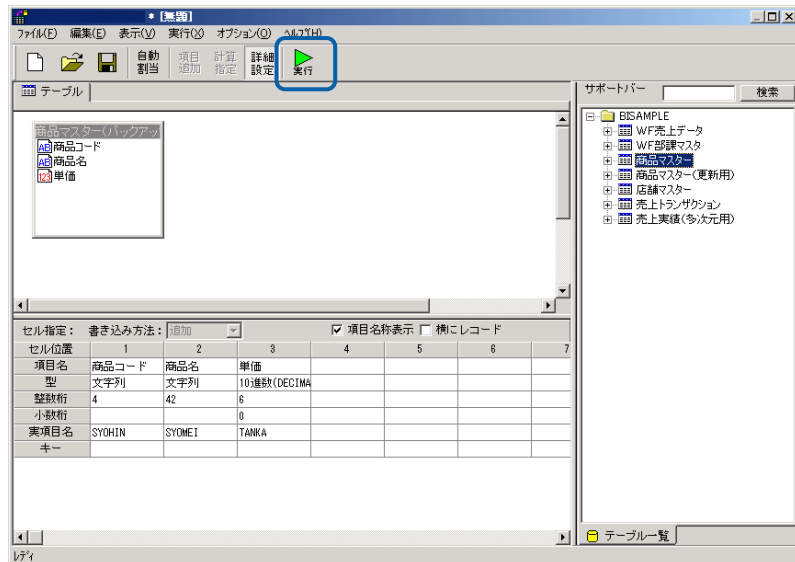 * [無題]
ファイル(F) 編集(E) 表示(V) 実行(X) オプション(O) ヘルプ(H)
自動割当 項目追加 計算指定 詳細設定 実行
テーブル
商品マスター(バックアッ
AB 商品コード
AB 商品名
123 単価
サポートバー 検索
BISAMPLE
WF売上データ
WF部課マスタ
商品マスター
商品マスター(更新用)
店舗マスター
売上トランザクション
売上実績(多次元用)
セル指定： 書き込み方法： 追加 項目名称表示 横にレコード
セル位置 1 2 3 4 5 6 7
項目名 商品コード 商品名 単価
型 文字列 文字列 10進数(DECIMA
整数桁 4 42 6
小数桁 0
実項目名 SYOHIN SYOMEI TANKA
キー
テーブル一覧
レディ